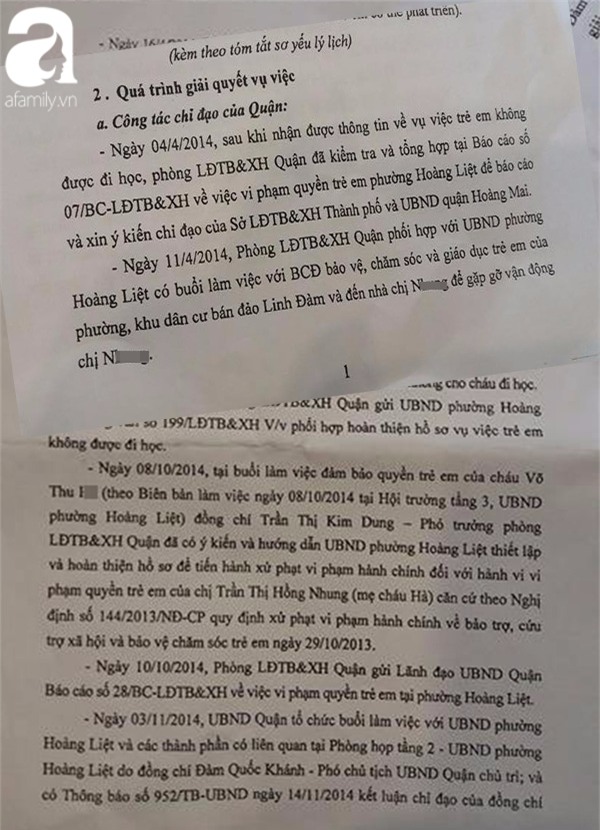 a
afamily.vn
phát triển).
- Ngày 16/4
(kèm theo tóm tắt sơ yếu lý lịch)
2. Quá trình giải quyết vụ việc
a. Công tác chỉ đạo của Quận:
- Ngày 04/4/2014, sau khi nhận được thông tin về vụ việc trẻ em không
được đi học, phòng LĐTB&XH Quận đã kiểm tra và tổng hợp tại Báo cáo số
07/BC-LĐTB&XH về việc vi phạm quyền trẻ em phường Hoàng Liệt để báo cáo
và xin ý kiến chỉ đạo của Sở LĐTB&XH Thành phố và UBND quận Hoàng Mai.
- Ngày 11/4/2014, Phòng LĐTB&XH Quận phối hợp với UBND phường
Hoàng Liệt có buổi làm việc với BCĐ bảo vệ, chăm sóc và giáo dục trẻ em của
phường, khu dân cư bán đảo Linh Đàm và đến nhà chị N để gặp gỡ vận động
chị N.
1
cho cháu đi học.
&XH Quận gửi UBND phường Hoàng
số 199/LĐTB&XH V/v phối hợp hoàn thiện hồ sơ vụ việc trẻ em
không được đi học.
- Ngày 08/10/2014, tại buổi làm việc đảm bảo quyền trẻ em của cháu Võ
Thu (theo Biên bản làm việc ngày 08/10/2014 tại Hội trường tầng 3, UBND
phường Hoàng Liệt) đồng chí Trần Thị Kim Dung – Phó trưởng phòng
LĐTB&XH Quận đã có ý kiến và hướng dẫn UBND phường Hoàng Liệt thiết lập
và hoàn thiện hồ sơ để tiến hành xử phạt vi phạm hành chính đối với hành vi vi
phạm quyền trẻ em của chị Trần Thị Hồng Nhung (mẹ cháu Hà) căn cứ theo Nghị
định số 144/2013/NĐ-CP quy định xử phạt vi phạm hành chính về bảo trợ, cứu
trợ xã hội và bảo vệ chăm sóc trẻ em ngày 29/10/2013.
- Ngày 10/10/2014, Phòng LĐTB&XH Quận gửi Lãnh đạo UBND Quận
Báo cáo số 28/BC-LĐTB&XH về việc vi phạm quyền trẻ em tại phường Hoàng Liệt.
- Ngày 03/11/2014, UBND Quận tổ chức buổi làm việc với UBND phường
Hoàng Liệt và các thành phần có liên quan tại Phòng họp tầng 2 - UBND phường
Hoàng Liệt do đồng chí Đàm Quốc Khánh - Phó chủ tịch UBND Quận chủ trì; và
có Thông báo số 952/TB-UBND ngày 14/11/2014 kết luận chỉ đạo của đồng chí